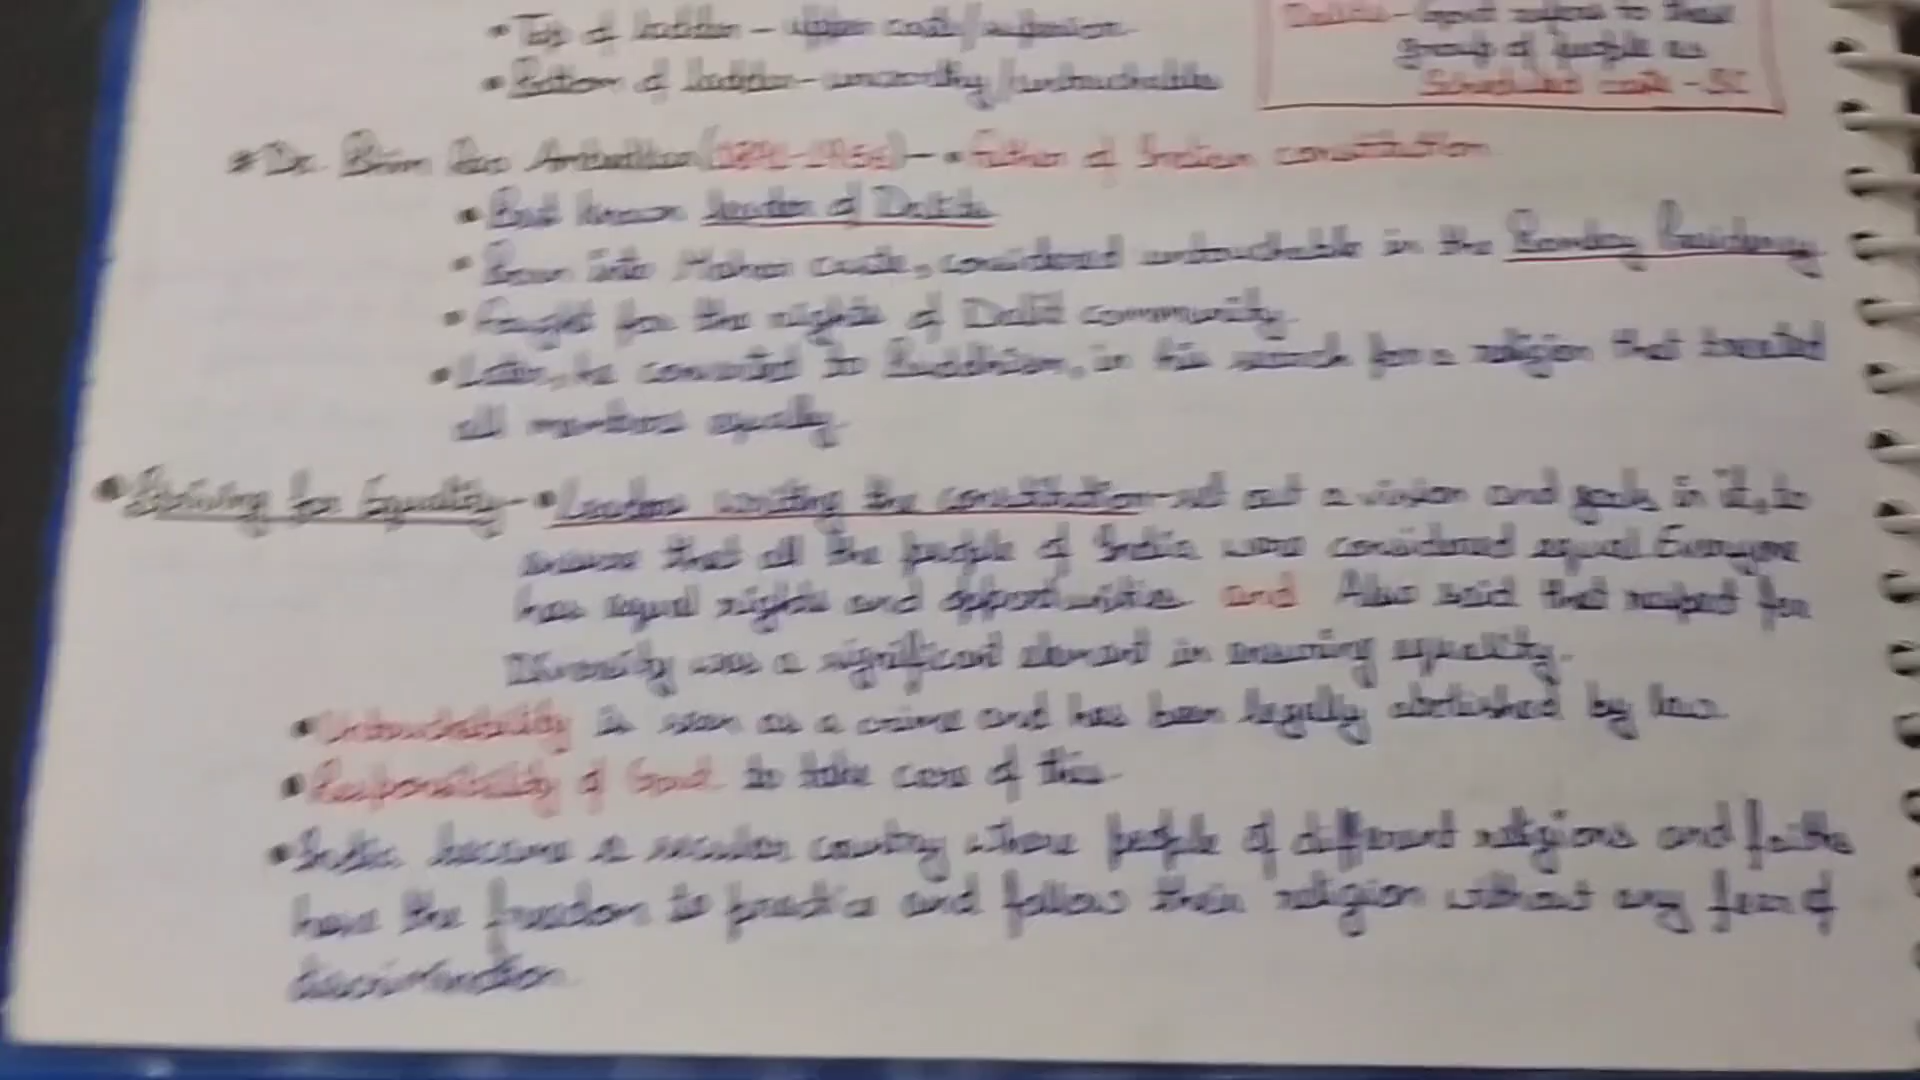 • Top of ladder - upper caste/superior
• Bottom of ladder - unworthy/untouchable
Dalits - Govt refers to these
group of people as
Scheduled caste - SC
* Dr. Bhim Rao Ambedkar (1891-1956) - • Father of Indian constitution
• Best known leader of Dalits
• Born into Mahar caste, considered untouchable in the Bombay Presidency
• Fought for the rights of Dalit community.
• Later, he converted to Buddhism, in his search for a religion that treated
all members equally.
• Striving for Equality - • Leaders writing the constitution - set out a vision and goals in it, to
ensure that all the people of India were considered equal. Everyone
has equal rights and opportunities and Also said that respect for
Diversity was a significant element in ensuring equality.
• Untouchability is seen as a crime and has been legally abolished by law
• Responsibility of Govt to take care of this.
• India became a secular country where people of different religions and faiths
have the freedom to practice and follow their religion without any fear of
discrimination.